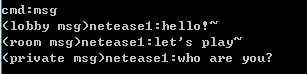 cmd:msg
(lobby msg)netease1:hello!~
(room msg)netease1:let's play~
(private msg)netease1:who are you?